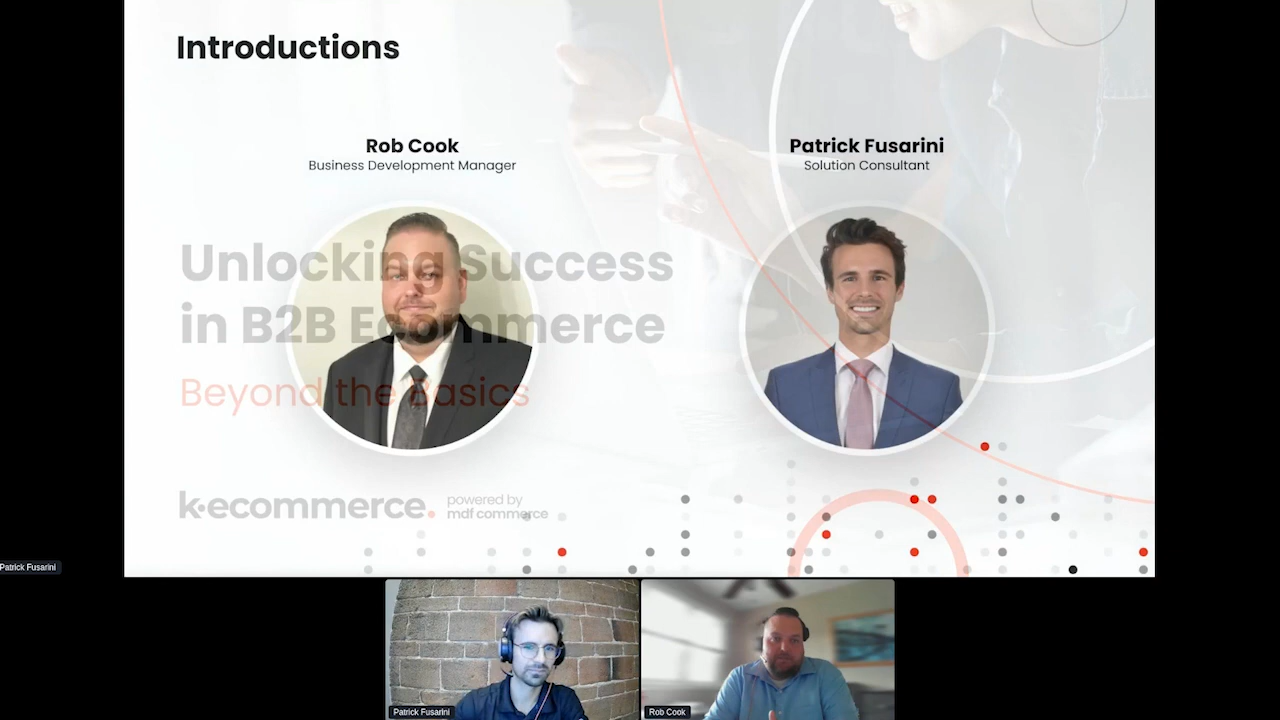 Introductions
Rob Cook
Business Development Manager
Patrick Fusarini
Solution Consultant
Unlocking Success
in B2B Ecommerce
Beyond the Basics
k-ecommerce.
powered by
mdf commerce
Patrick Fusarini
Patrick Fusarini
Rob Cook